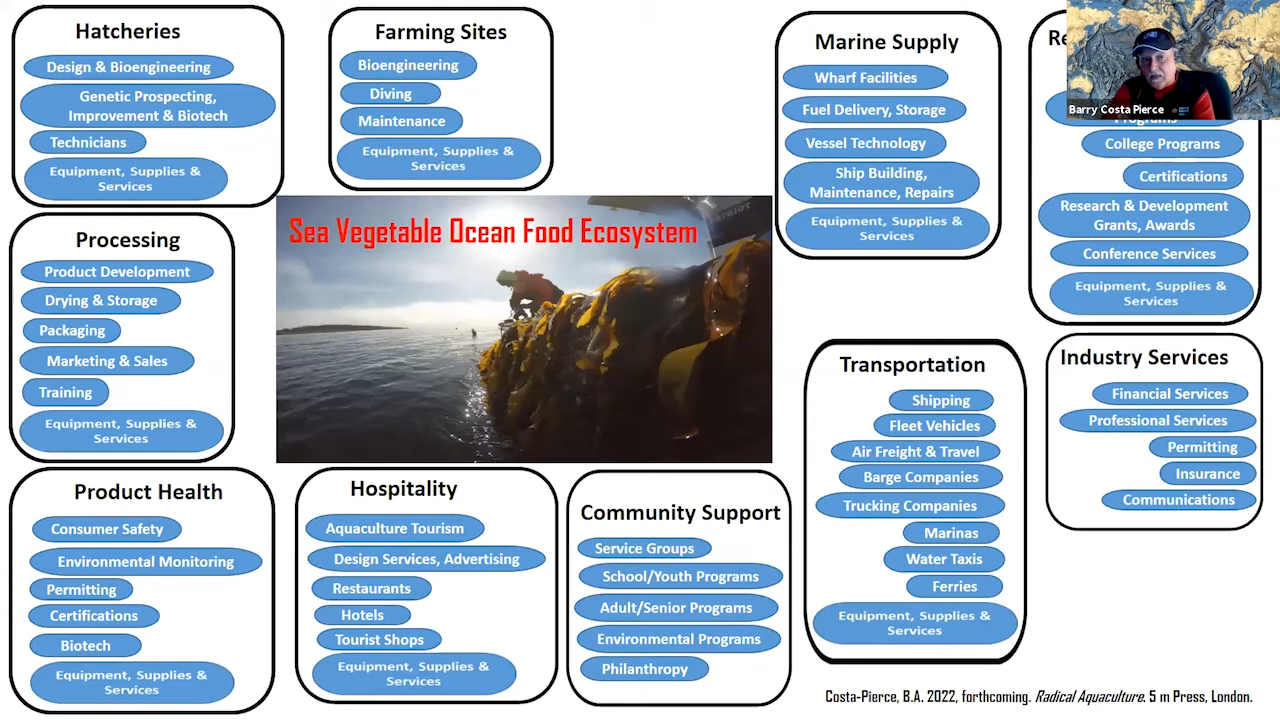 Hatcheries
Design & Bioengineering
Genetic Prospecting,
Improvement & Biotech
Technicians
Equipment, Supplies &
Services
Farming Sites
Bioengineering
Diving
Maintenance
Equipment, Supplies &
Services
Marine Supply
Wharf Facilities
Fuel Delivery, Storage
Vessel Technology
Ship Building,
Maintenance, Repairs
Equipment, Supplies &
Services
Barry Costa Pierce
Programs
College Programs
Certifications
Research & Development
Grants, Awards
Conference Services
Equipment, Supplies &
Services
Sea Vegetable Ocean Food Ecosystem
Processing
Product Development
Drying & Storage
Packaging
Marketing & Sales
Training
Equipment, Supplies &
Services
Transportation
Shipping
Fleet Vehicles
Air Freight & Travel
Barge Companies
Trucking Companies
Marinas
Water Taxis
Ferries
Equipment, Supplies &
Services
Industry Services
Financial Services
Professional Services
Permitting
Insurance
Communications
Product Health
Consumer Safety
Environmental Monitoring
Permitting
Certifications
Biotech
Equipment, Supplies &
Services
Hospitality
Aquaculture Tourism
Design Services, Advertising
Restaurants
Hotels
Tourist Shops
Equipment, Supplies &
Services
Community Support
Service Groups
School/Youth Programs
Adult/Senior Programs
Environmental Programs
Philanthropy
Costa-Pierce, B.A. 2022, forthcoming. Radical Aquaculture. 5 m Press, London.